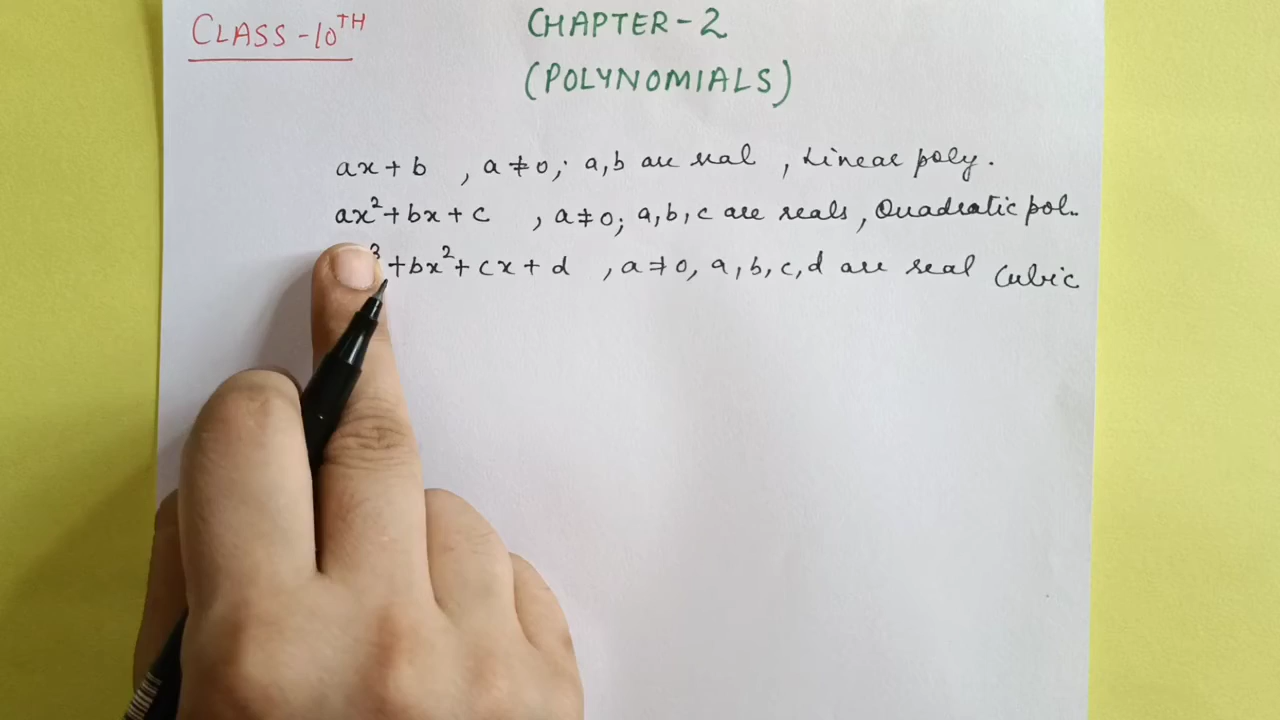 CLASS-10TH
CHAPTER-2
(POLYNOMIALS)
ax + b , a ≠ 0; a, b are real , Linear poly.
ax² + bx + c , a ≠ 0; a, b, c are reals, Quadratic pol..
³ + bx² + cx + d , a ≠ 0, a, b, c, d are real Cubic